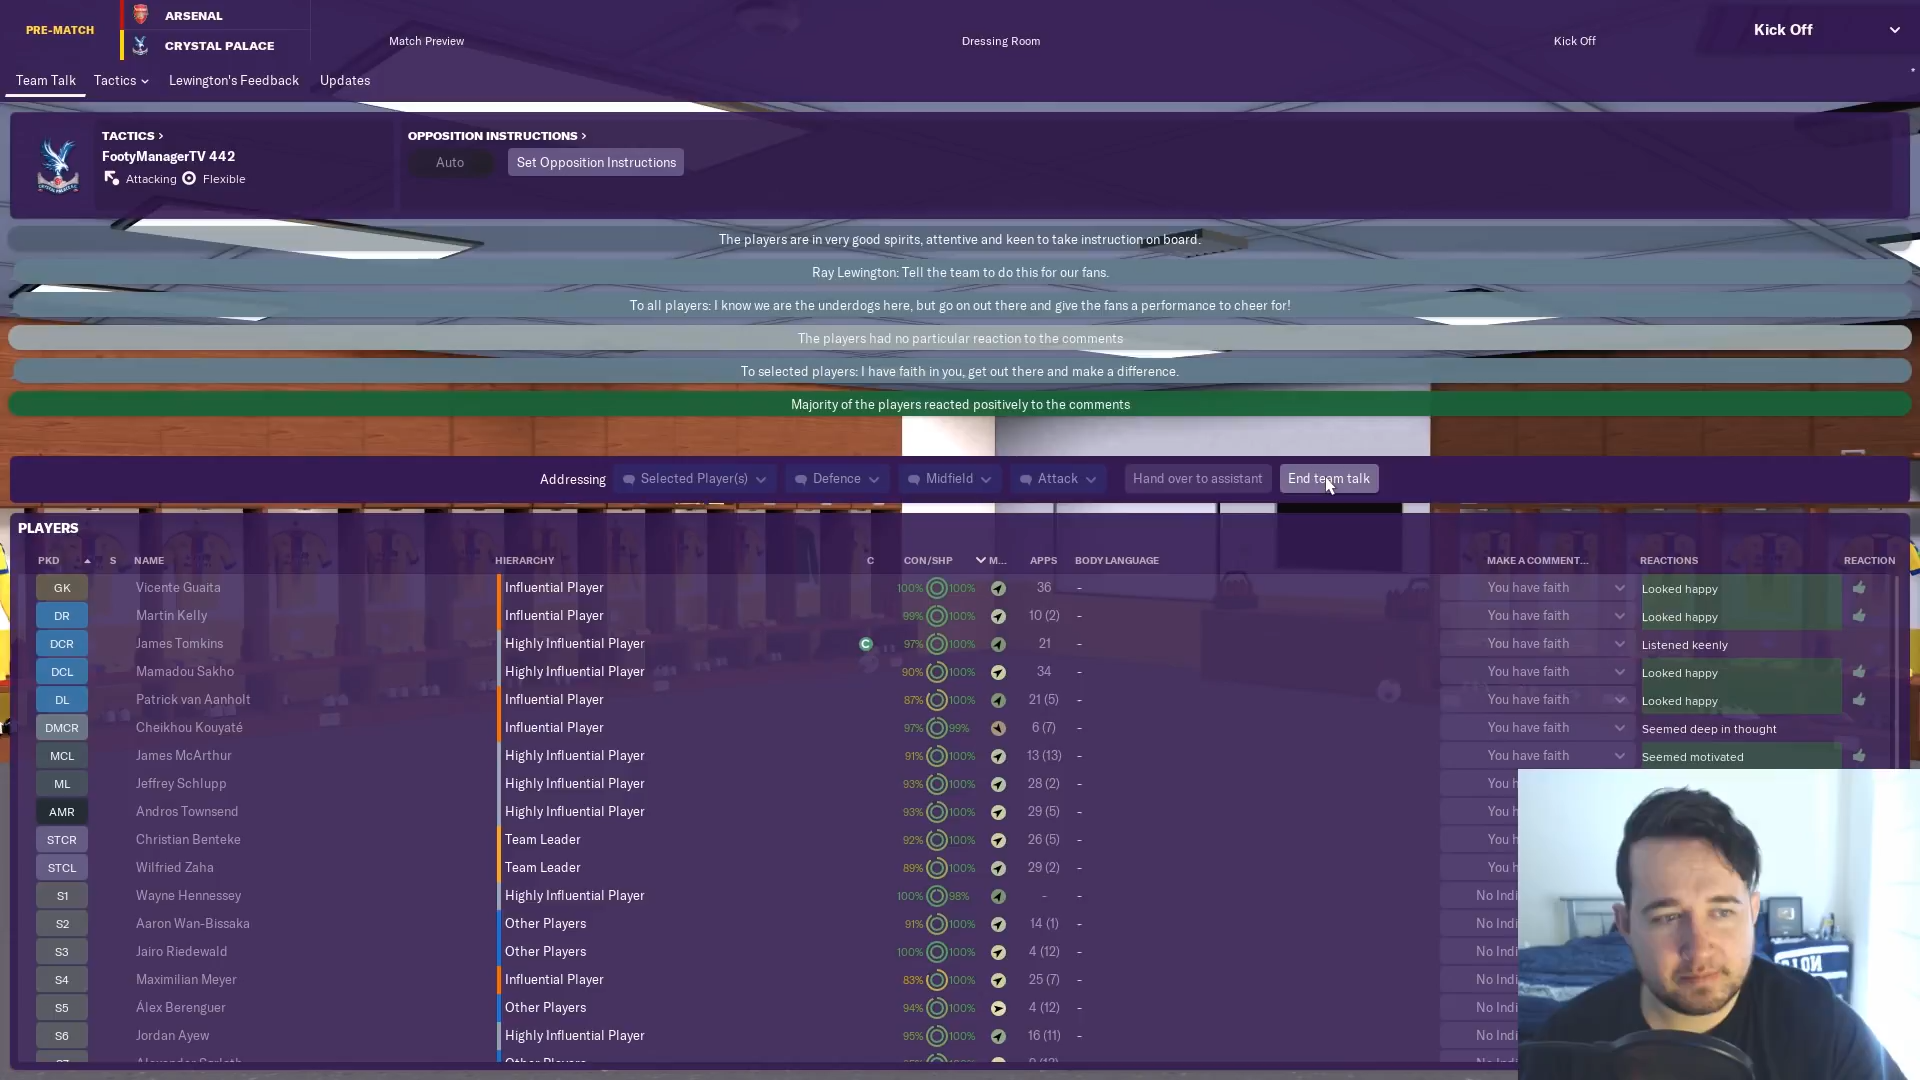 PRE-MATCH
ARSENAL
CRYSTAL PALACE
Match Preview
Dressing Room
Kick Off
Kick Off
Team Talk Tactics Lewington's Feedback Updates
TACTICS >
FootyManagerTV 442
Attacking Flexible
OPPOSITION INSTRUCTIONS >
Auto Set Opposition Instructions
The players are in very good spirits, attentive and keen to take instruction on board.
Ray Lewington: Tell the team to do this for our fans.
To all players: I know we are the underdogs here, but go on out there and give the fans a performance to cheer for!
The players had no particular reaction to the comments
To selected players: I have faith in you, get out there and make a difference.
Majority of the players reacted positively to the comments
Addressing Selected Player(s) Defence Midfield Attack Hand over to assistant End team talk
PLAYERS
PKD S NAME HIERARCHY C CON/SHP M... APPS BODY LANGUAGE MAKE A COMMENT... REACTIONS REACTION
GK Vicente Guaita Influential Player 100% 100% 36 - You have faith Looked happy
DR Martin Kelly Influential Player 99% 100% 10 (2) - You have faith Looked happy
DCR James Tomkins Highly Influential Player C 97% 100% 21 - You have faith Listened keenly
DCL Mamadou Sakho Highly Influential Player 90% 100% 34 - You have faith Looked happy
DL Patrick van Aanholt Influential Player 87% 100% 21 (5) - You have faith Looked happy
DMCR Cheikhou Kouyaté Influential Player 97% 99% 6 (7) - You have faith Seemed deep in thought
MCL James McArthur Highly Influential Player 91% 100% 13 (13) - You have faith Seemed motivated
ML Jeffrey Schlupp Highly Influential Player 93% 100% 28 (2) - You h
AMR Andros Townsend Highly Influential Player 93% 100% 29 (5) - You h
STCR Christian Benteke Team Leader 92% 100% 26 (5) - You h
STCL Wilfried Zaha Team Leader 89% 100% 29 (2) - You h
S1 Wayne Hennessey Highly Influential Player 100% 98% - - No Indi
S2 Aaron Wan-Bissaka Other Players 91% 100% 14 (1) - No Indi
S3 Jairo Riedewald Other Players 100% 100% 4 (12) - No Indi
S4 Maximilian Meyer Influential Player 83% 100% 25 (7) - No Indi
S5 Álex Berenguer Other Players 94% 100% 4 (12) - No Indi
S6 Jordan Ayew Highly Influential Player 95% 100% 16 (11) - No Indi